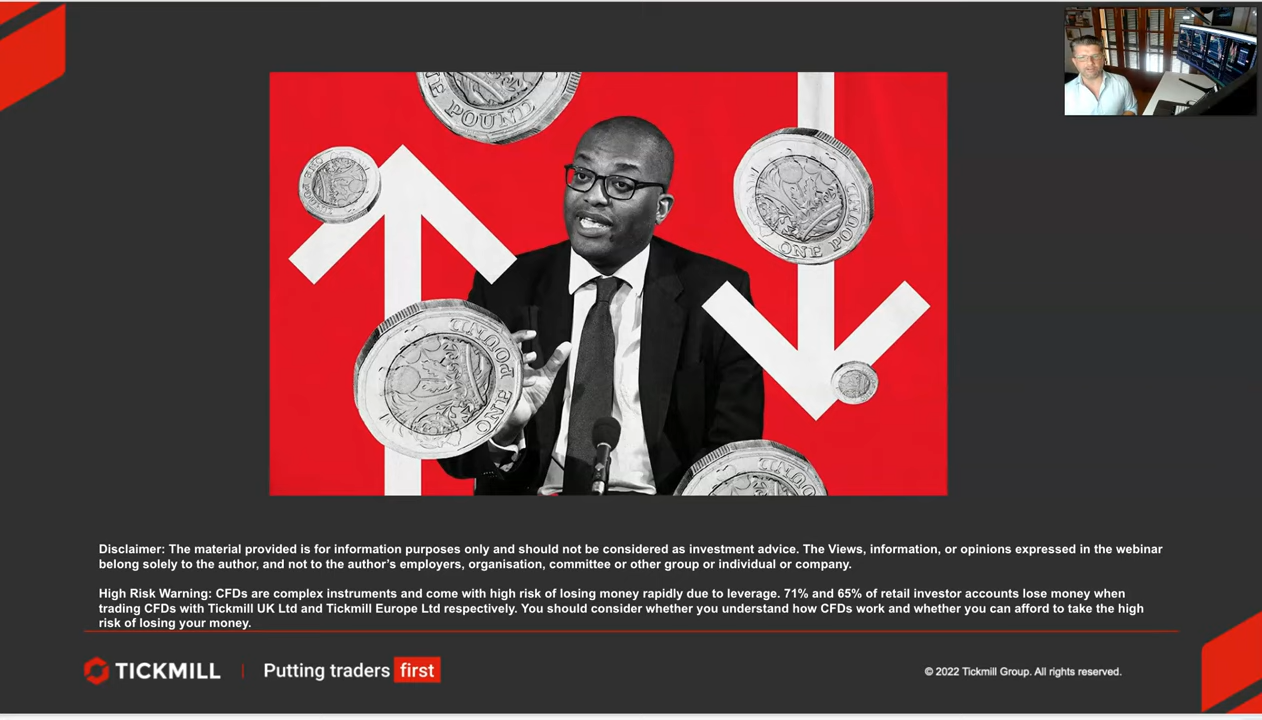 E POUND
ONE POUND
ONE POUND
ONE POUND
POUN
Disclaimer: The material provided is for information purposes only and should not be considered as investment advice. The Views, information, or opinions expressed in the webinar
belong solely to the author, and not to the author’s employers, organisation, committee or other group or individual or company.
High Risk Warning: CFDs are complex instruments and come with high risk of losing money rapidly due to leverage. 71% and 65% of retail investor accounts lose money when
trading CFDs with Tickmill UK Ltd and Tickmill Europe Ltd respectively. You should consider whether you understand how CFDs work and whether you can afford to take the high
risk of losing your money.
TICKMILL | Putting traders first
© 2022 Tickmill Group. All rights reserved.